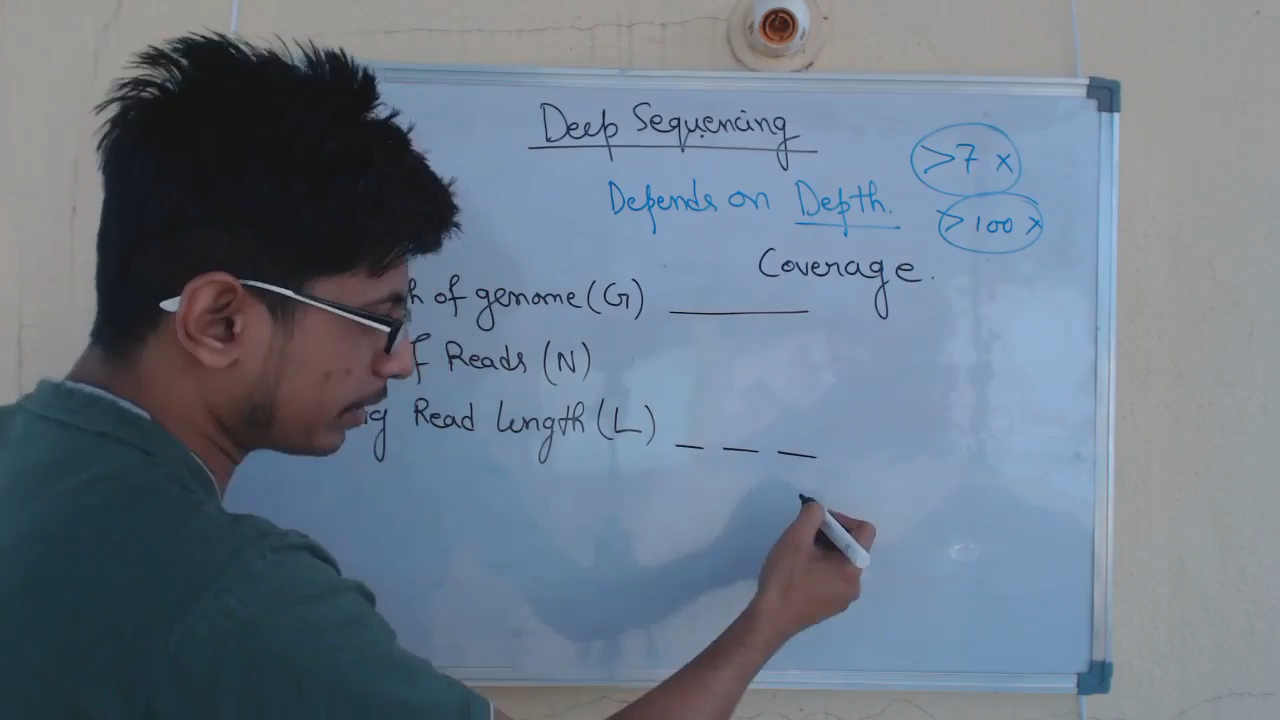 Deep Sequencing
>7 x
Depends on Depth.
>100 x
Coverage.
of genome (G)
Reads (N)
Read length (L)